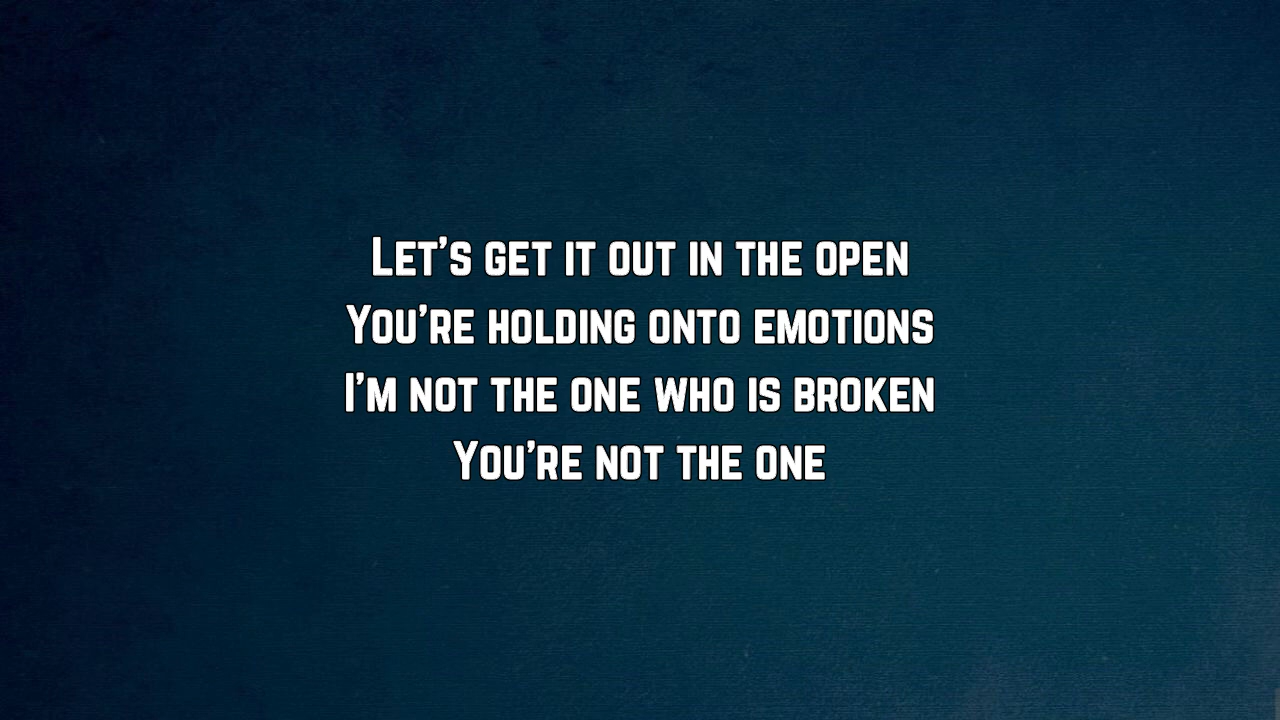 Let's get it out in the open
You're holding onto emotions
I'm not the one who is broken
You're not the one